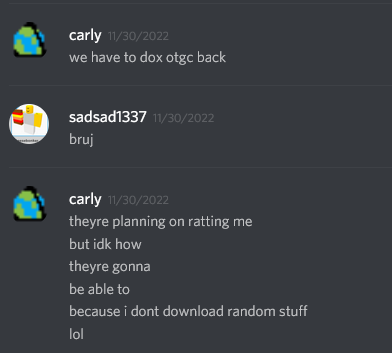 carly 11/30/2022
we have to dox otgc back
sadsad1337 11/30/2022
bruj
carly 11/30/2022
theyre planning on ratting me
but idk how
theyre gonna
be able to
because i dont download random stuff
lol